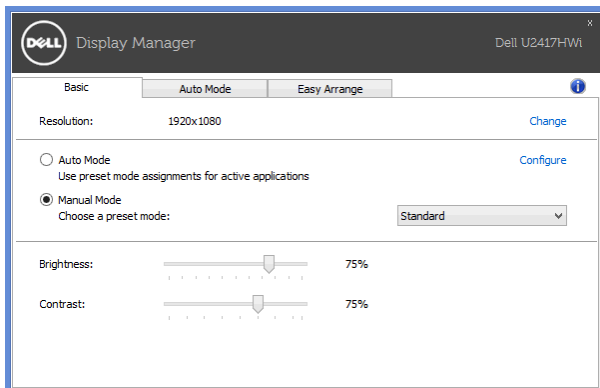 x
DELL Display Manager Dell U2417HWi
Basic Auto Mode Easy Arrange i
Resolution: 1920x1080 Change
Auto Mode Configure
Use preset mode assignments for active applications
Manual Mode
Choose a preset mode: Standard
Brightness: 75%
Contrast: 75%